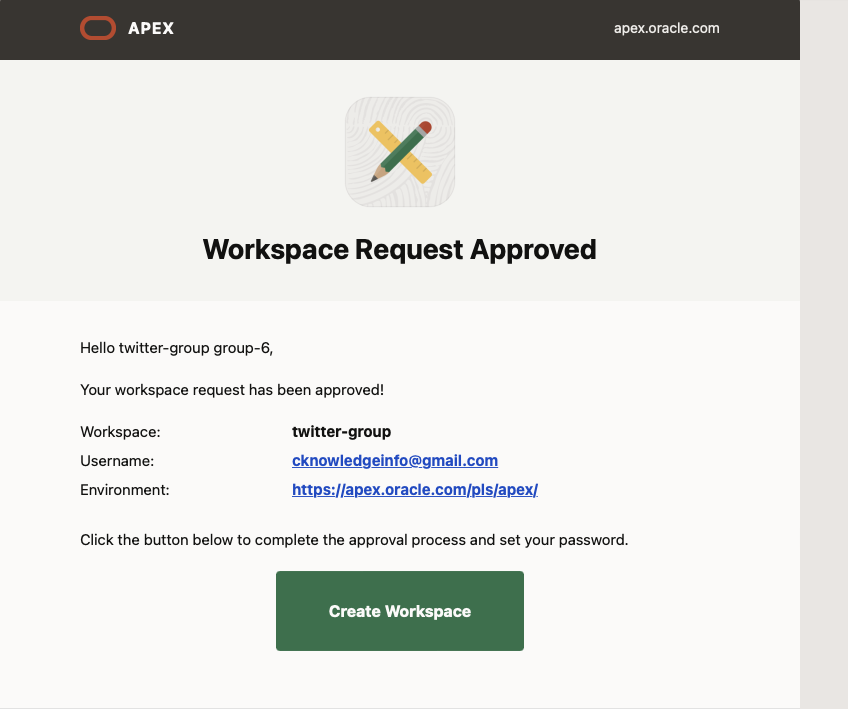 APEX
apex.oracle.com
Workspace Request Approved
Hello twitter-group group-6,
Your workspace request has been approved!
Workspace: twitter-group
Username: cknowledgeinfo@gmail.com
Environment: https://apex.oracle.com/pls/apex/
Click the button below to complete the approval process and set your password.
Create Workspace